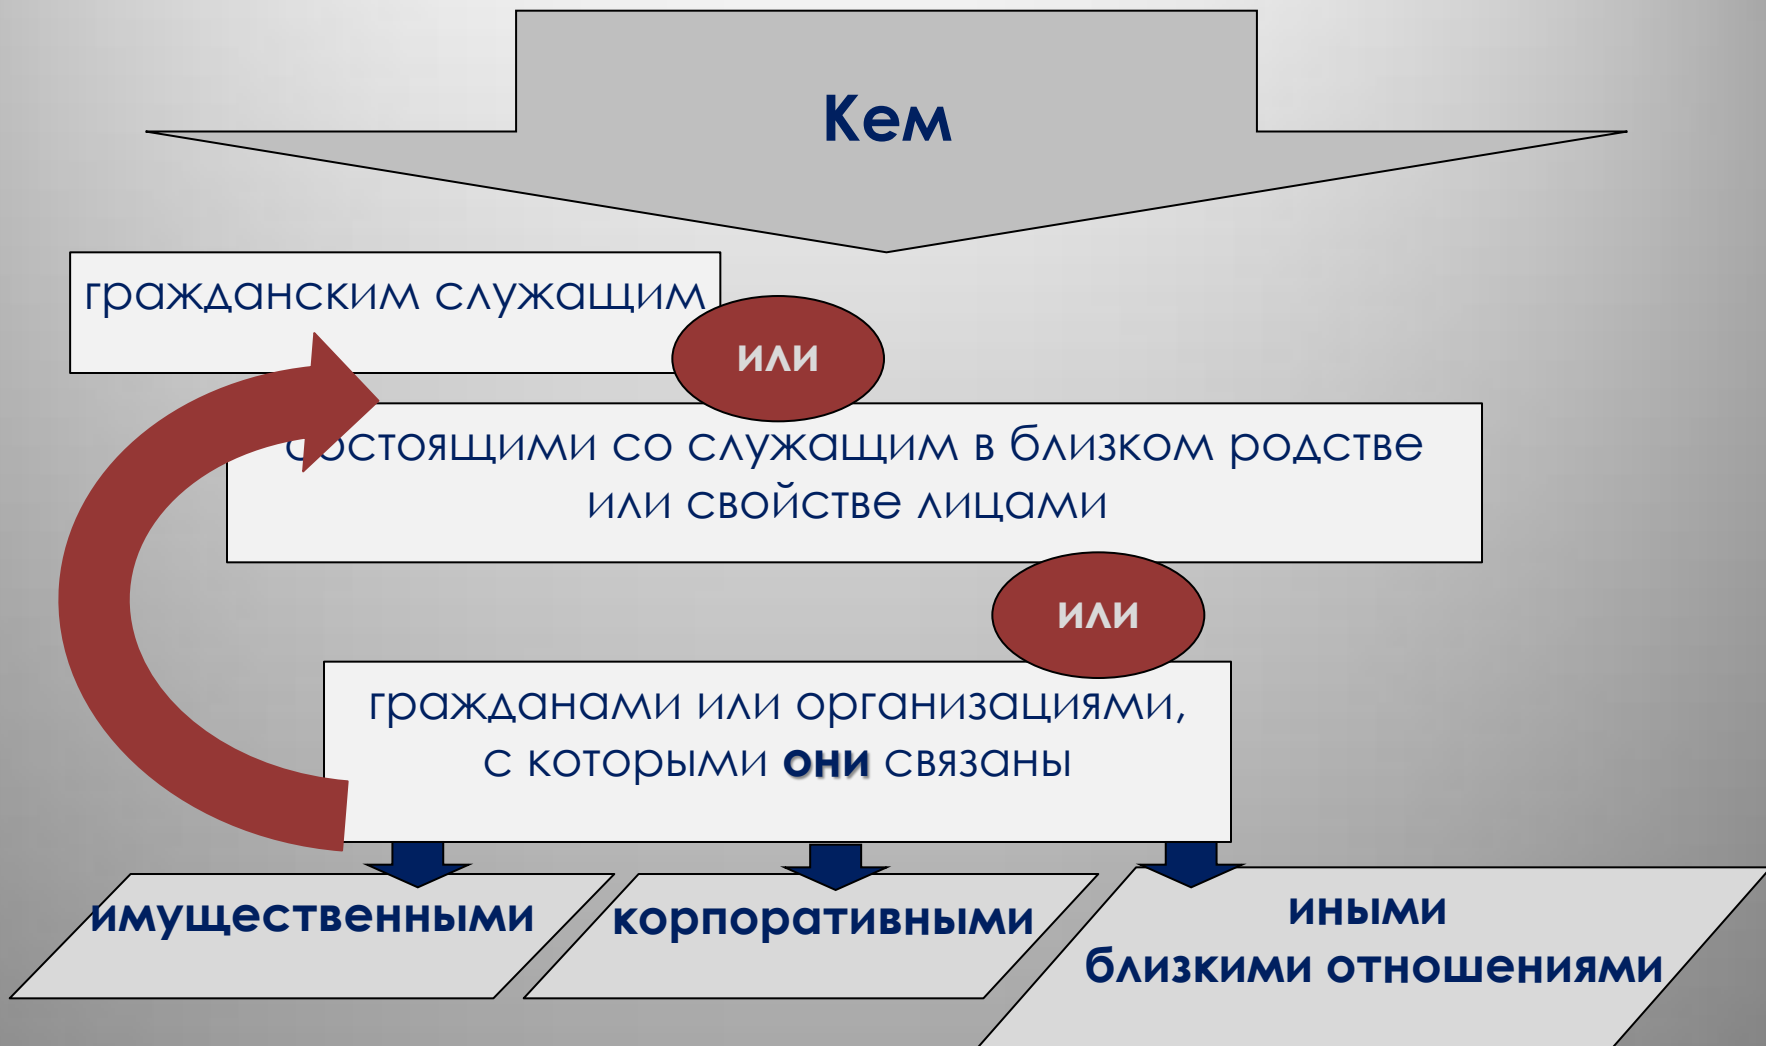 Кем
гражданским служащим
или
состоящими со служащим в близком родстве
или свойстве лицами
или
гражданами или организациями,
с которыми они связаны
имущественными
корпоративными
иными
близкими отношениями